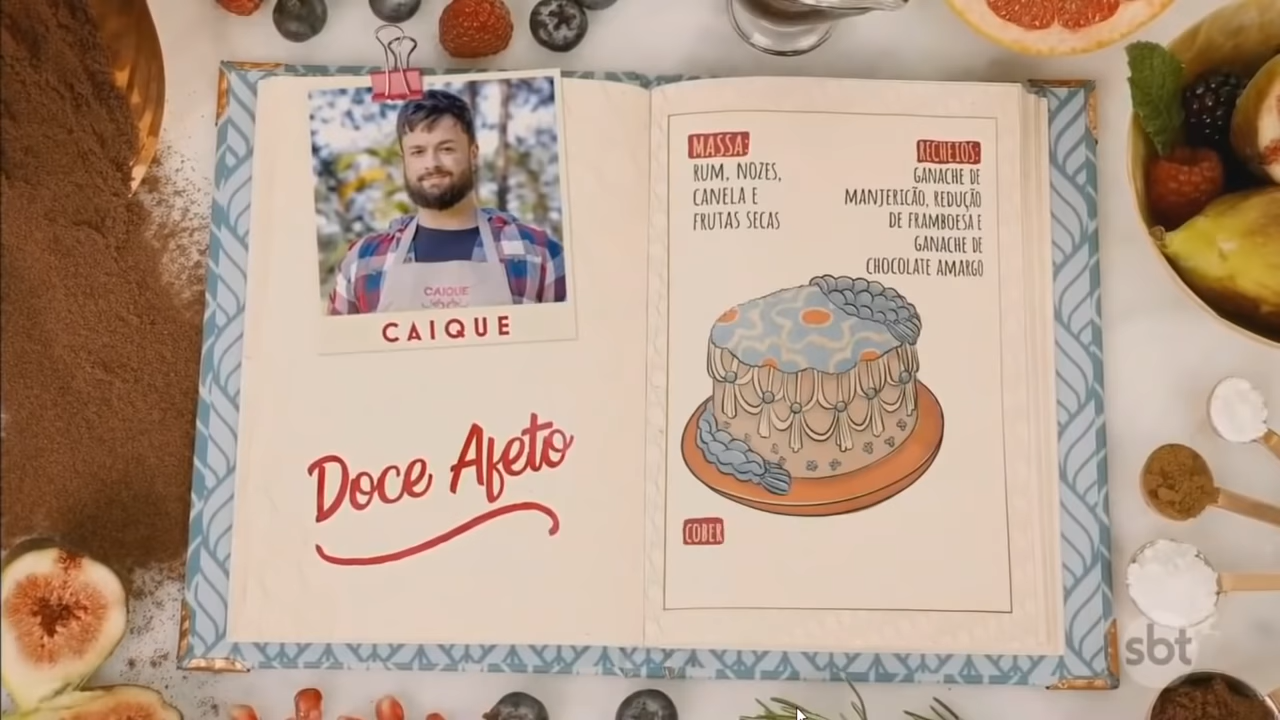 CAIQUE
CAIQUE
Doce Afeto
MASSA:
RUM, NOZES,
CANELA E
FRUTAS SECAS
RECHEIOS:
GANACHE DE
MANJERICÃO, REDUÇÃO
DE FRAMBOESA E
GANACHE DE
CHOCOLATE AMARGO
COBER
sbt